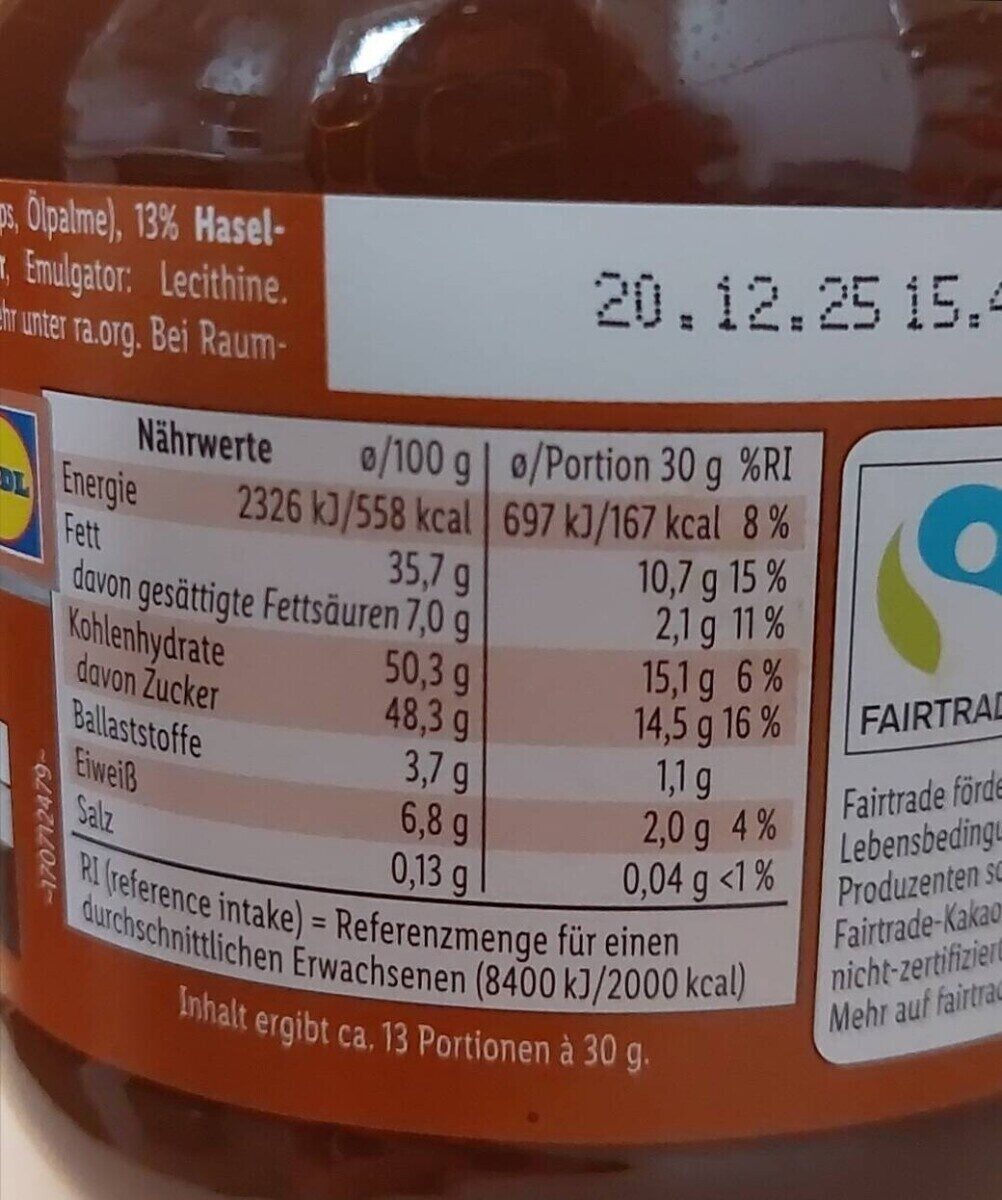 Ölpalme), 13% Hasel-
Emulgator: Lecithine.
unter ra.org. Bei Raum-
20.12.25 15.
Nährwerte ø/100 g ø/Portion 30 g %RI
Energie 2326 kJ/558 kcal 697 kJ/167 kcal 8 %
Fett 35,7 g 10,7 g 15 %
davon gesättigte Fettsäuren 7,0 g 2,1 g 11 %
Kohlenhydrate 50,3 g 15,1 g 6 %
davon Zucker 48,3 g 14,5 g 16 %
Ballaststoffe 3,7 g 1,1 g
Eiweiß 6,8 g 2,0 g 4 %
Salz 0,13 g 0,04 g <1 %
RI (reference intake) = Referenzmenge für einen
durchschnittlichen Erwachsenen (8400 kJ/2000 kcal)
Inhalt ergibt ca. 13 Portionen à 30 g.
-170712479-
DL
FAIRTRAD
Fairtrade förde
Lebensbedingu
Produzenten so
Fairtrade-Kakao
nicht-zertifiziert
Mehr auf fairtrad